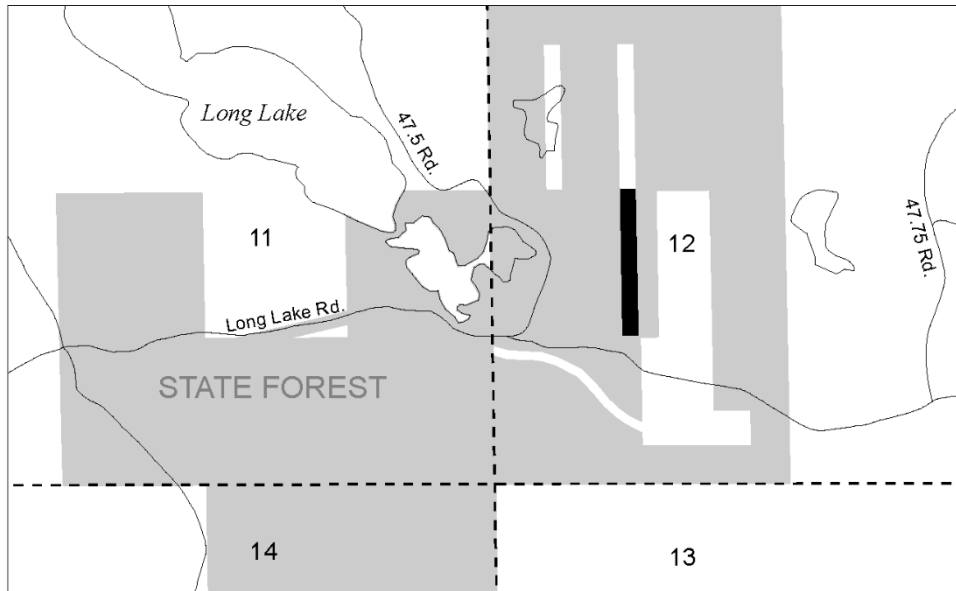 Long Lake
47.5 Rd.
11
12
47.75 Rd.
Long Lake Rd.
STATE FOREST
14
13